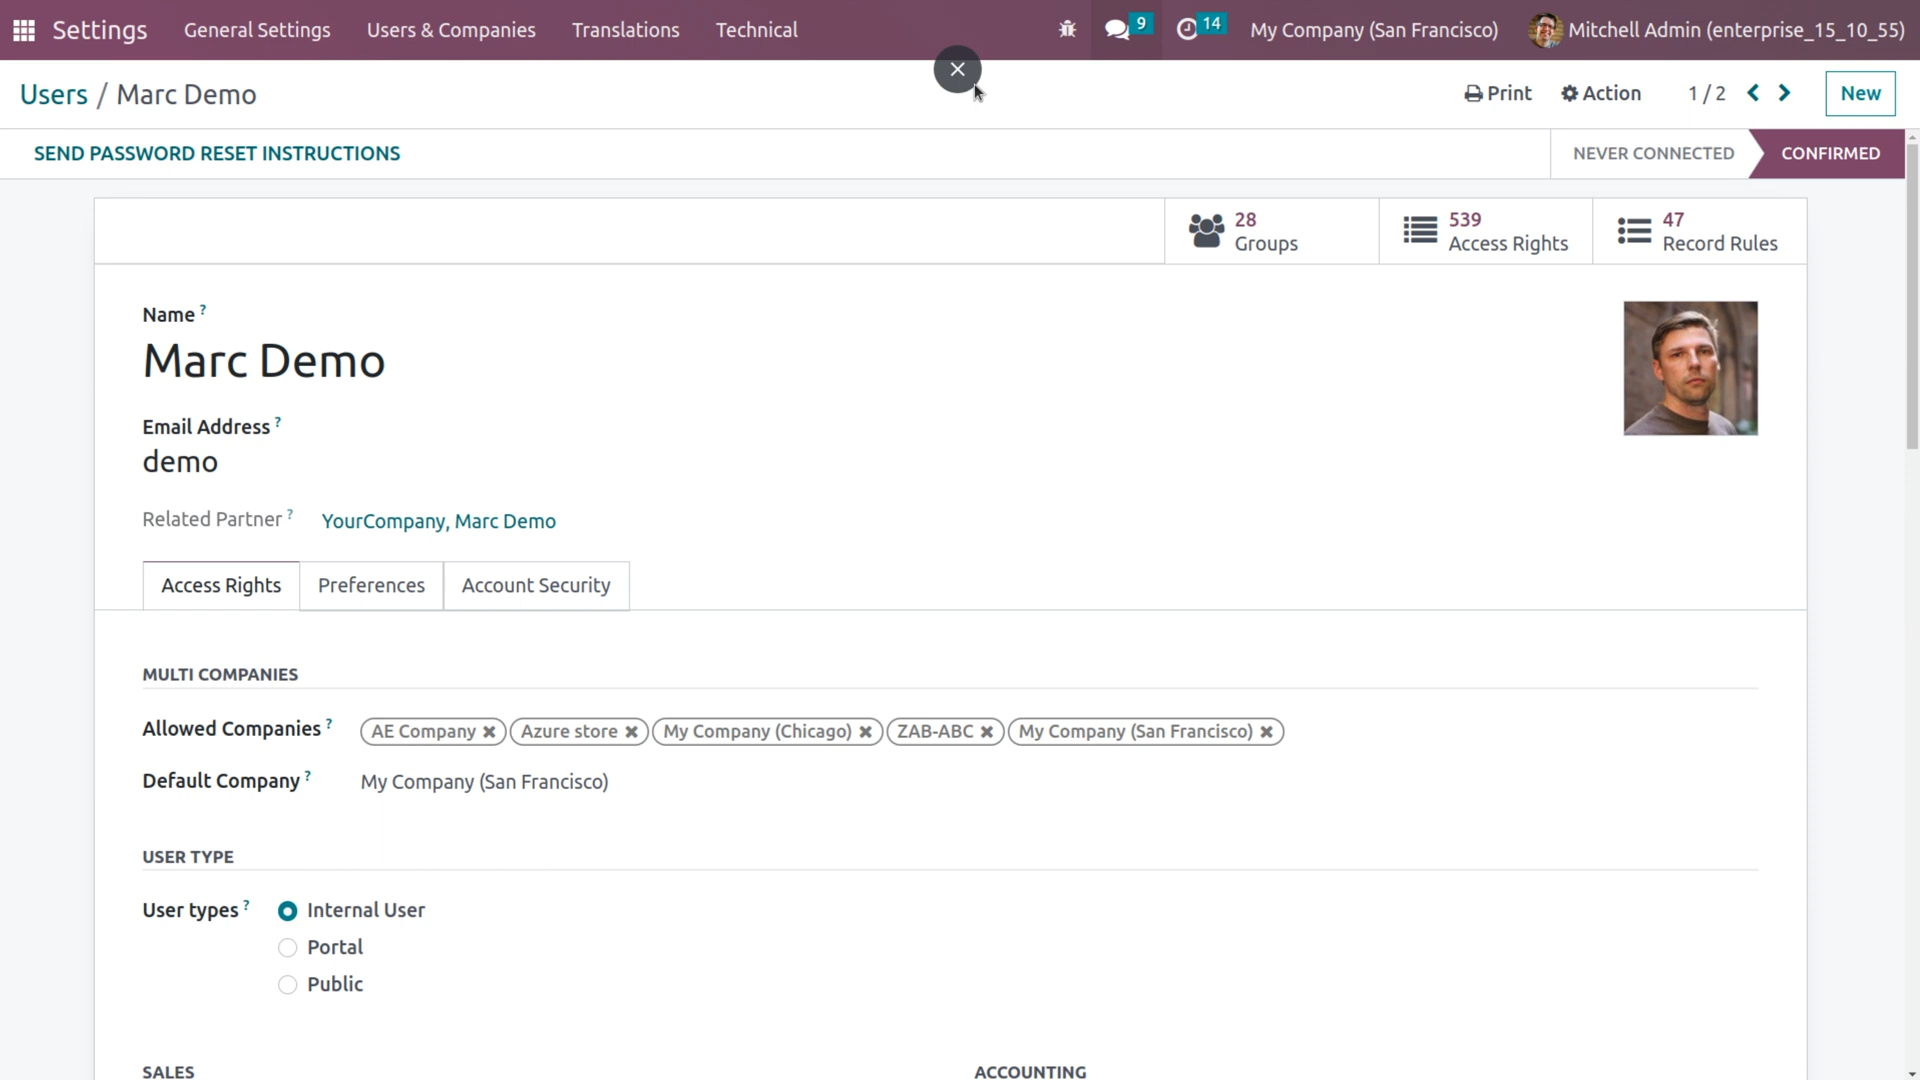 Settings General Settings Users & Companies Translations Technical 9 14 My Company (San Francisco) Mitchell Admin (enterprise_15_10_55)
Users / Marc Demo Print Action 1 / 2 New
SEND PASSWORD RESET INSTRUCTIONS NEVER CONNECTED CONFIRMED
28 539 47
Groups Access Rights Record Rules
Name ?
Marc Demo
Email Address ?
demo
Related Partner ? YourCompany, Marc Demo
Access Rights Preferences Account Security
MULTI COMPANIES
Allowed Companies ? AE Company Azure store My Company (Chicago) ZAB-ABC My Company (San Francisco)
Default Company ? My Company (San Francisco)
USER TYPE
User types ? Internal User
Portal
Public
SALES ACCOUNTING